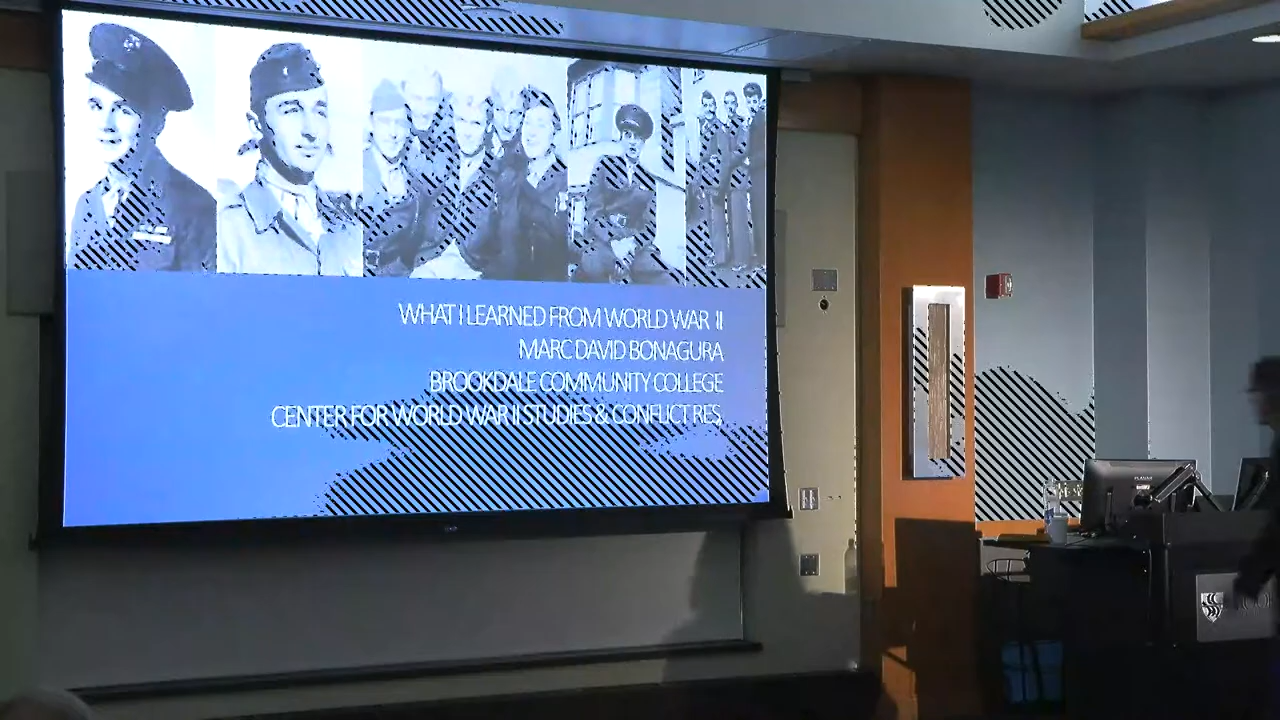 WHAT I LEARNED FROM WORLD WAR II
MARC DAVID BONAGURA
BROOKDALE COMMUNITY COLLEGE
CENTER FOR WORLD WAR II STUDIES & CONFLICT RES.